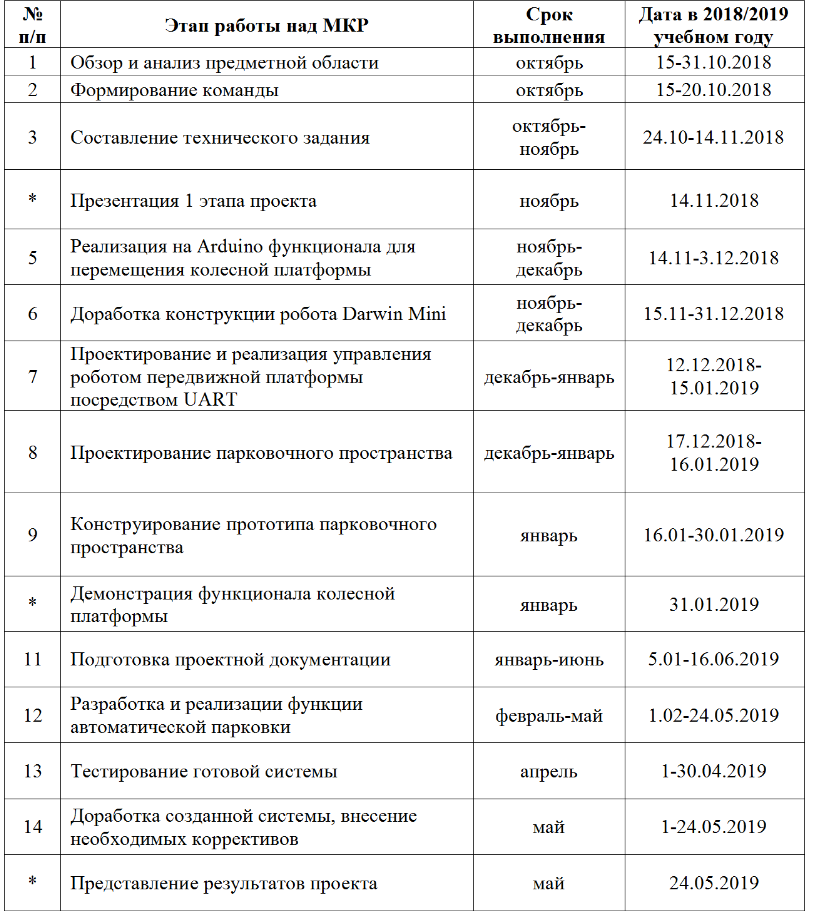 № п/п
Этап работы над МКР
Срок выполнения
Дата в 2018/2019 учебном году
1
Обзор и анализ предметной области
октябрь
15-31.10.2018
2
Формирование команды
октябрь
15-20.10.2018
3
Составление технического задания
октябрь-
ноябрь
24.10-14.11.2018
*
Презентация 1 этапа проекта
ноябрь
14.11.2018
5
Реализация на Arduino функционала для
перемещения колесной платформы
ноябрь-
декабрь
14.11-3.12.2018
6
Доработка конструкции робота Darwin Mini
ноябрь-
декабрь
15.11-31.12.2018
7
Проектирование и реализация управления
роботом передвижной платформы
посредством UART
декабрь-январь
12.12.2018-
15.01.2019
8
Проектирование парковочного пространства
декабрь-январь
17.12.2018-
16.01.2019
9
Конструирование прототипа парковочного
пространства
январь
16.01-30.01.2019
*
Демонстрация функционала колесной
платформы
январь
31.01.2019
11
Подготовка проектной документации
январь-июнь
5.01-16.06.2019
12
Разработка и реализации функции
автоматической парковки
февраль-май
1.02-24.05.2019
13
Тестирование готовой системы
апрель
1-30.04.2019
14
Доработка созданной системы, внесение
необходимых коррективов
май
1-24.05.2019
*
Представление результатов проекта
май
24.05.2019